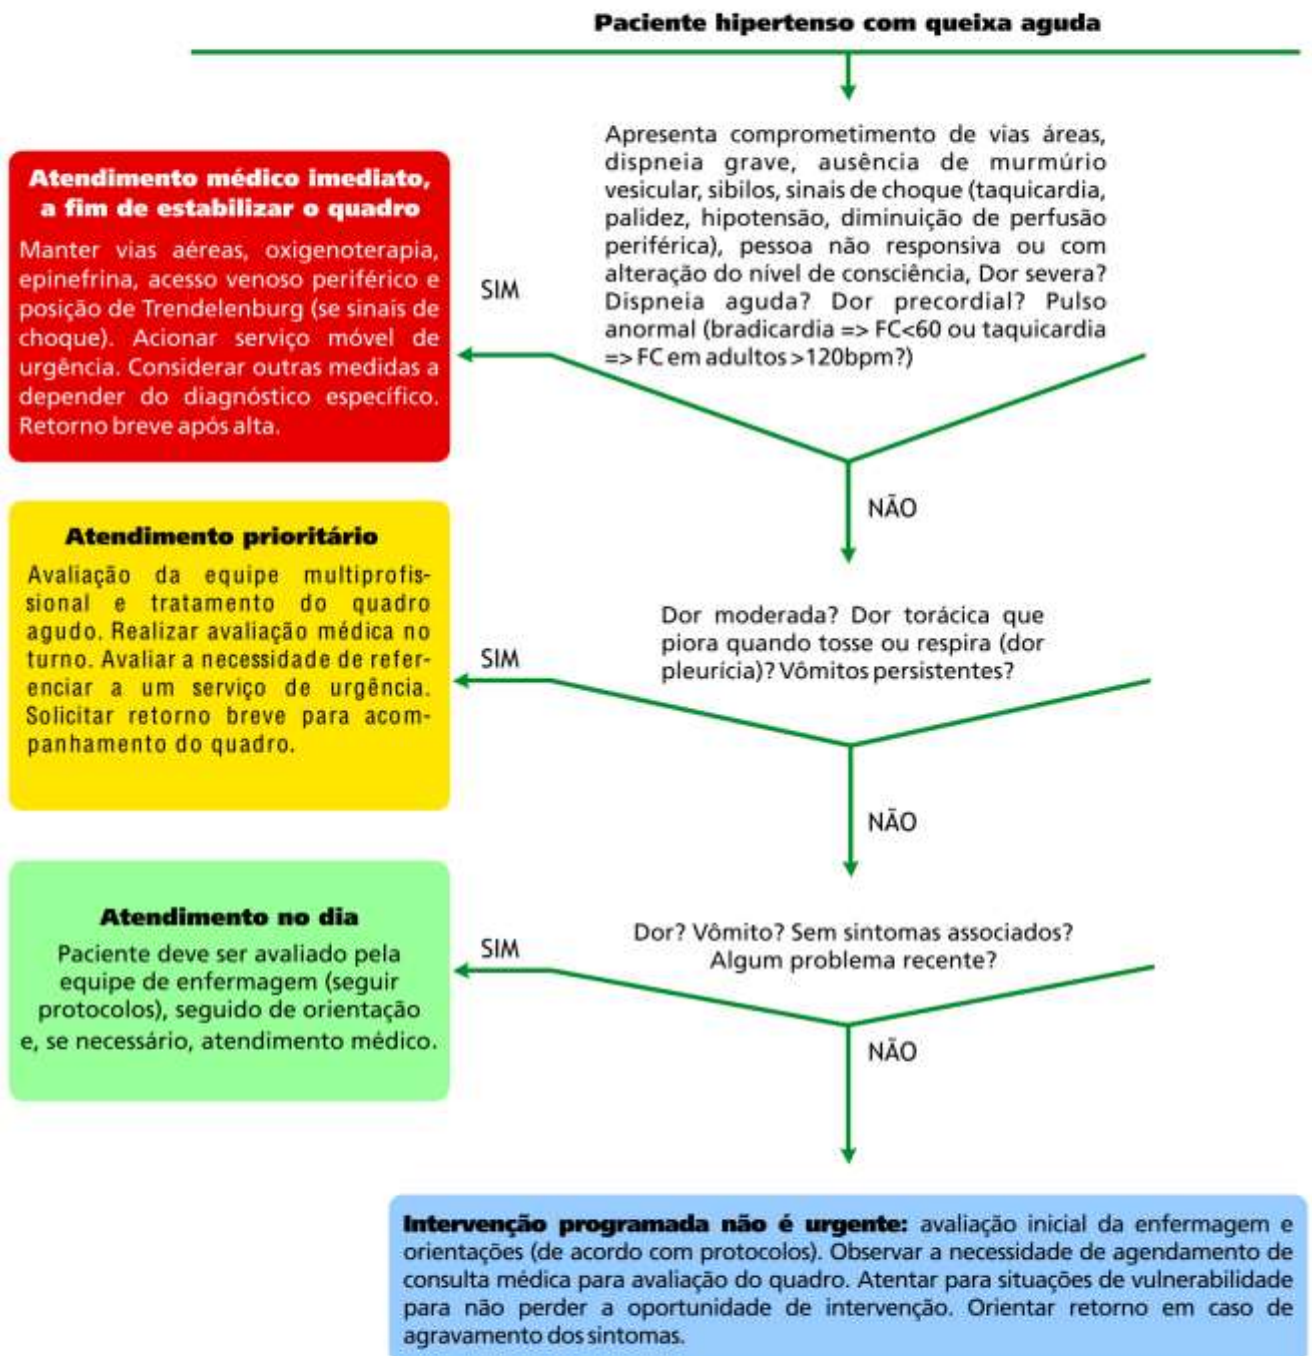 Paciente hipertenso com queixa aguda
Apresenta comprometimento de vias áreas,
dispneia grave, ausência de murmúrio
vesicular, sibilos, sinais de choque (taquicardia,
palidez, hipotensão, diminuição de perfusão
periférica), pessoa não responsiva ou com
alteração do nível de consciência, Dor severa?
Dispneia aguda? Dor precordial? Pulso
anormal (bradicardia => FC<60 ou taquicardia
=> FC em adultos >120bpm?)
SIM
Atendimento médico imediato,
a fim de estabilizar o quadro
Manter vias aéreas, oxigenoterapia,
epinefrina, acesso venoso periférico e
posição de Trendelenburg (se sinais de
choque). Acionar serviço móvel de
urgência. Considerar outras medidas a
depender do diagnóstico específico.
Retorno breve após alta.
NÃO
Dor moderada? Dor torácica que
piora quando tosse ou respira (dor
pleurícia)? Vômitos persistentes?
SIM
Atendimento prioritário
Avaliação da equipe multiprofis-
sional e tratamento do quadro
agudo. Realizar avaliação médica no
turno. Avaliar a necessidade de refer-
enciar a um serviço de urgência.
Solicitar retorno breve para acom-
panhamento do quadro.
NÃO
Dor? Vômito? Sem sintomas associados?
Algum problema recente?
SIM
Atendimento no dia
Paciente deve ser avaliado pela
equipe de enfermagem (seguir
protocolos), seguido de orientação
e, se necessário, atendimento médico.
NÃO
Intervenção programada não é urgente: avaliação inicial da enfermagem e
orientações (de acordo com protocolos). Observar a necessidade de agendamento de
consulta médica para avaliação do quadro. Atentar para situações de vulnerabilidade
para não perder a oportunidade de intervenção. Orientar retorno em caso de
agravamento dos sintomas.